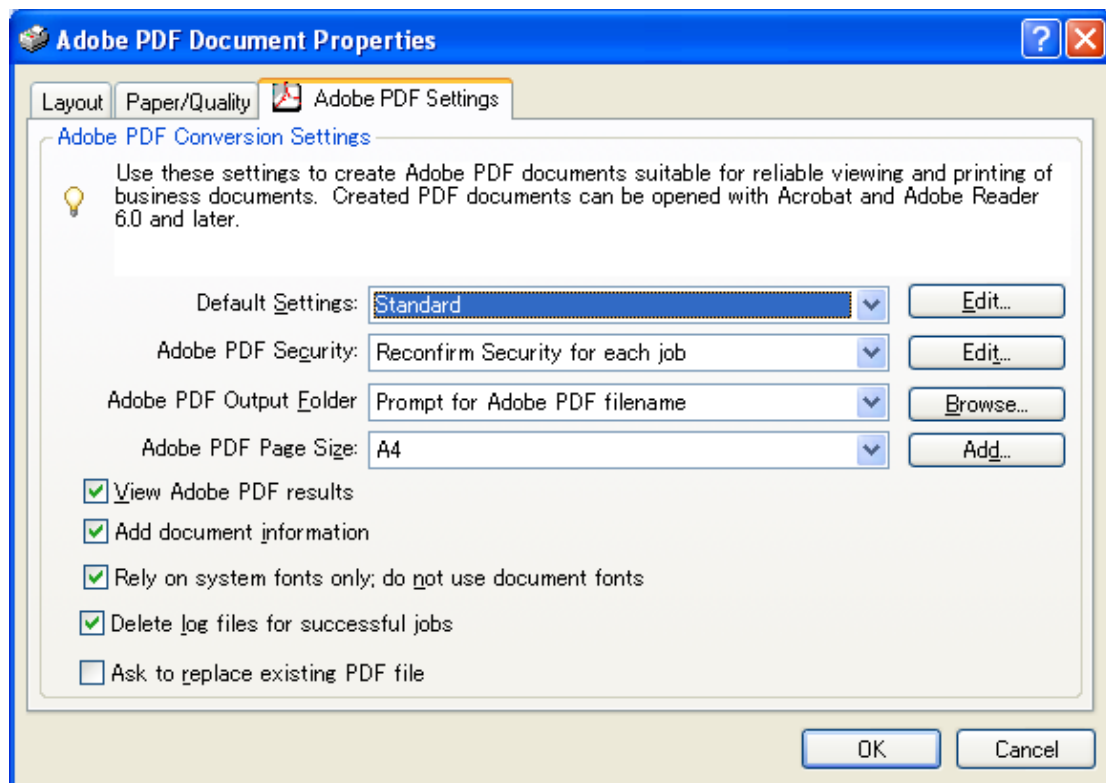 Adobe PDF Document Properties
Layout Paper/Quality Adobe PDF Settings
Adobe PDF Conversion Settings
Use these settings to create Adobe PDF documents suitable for reliable viewing and printing of
business documents. Created PDF documents can be opened with Acrobat and Adobe Reader
6.0 and later.
Default Settings: Standard Edit...
Adobe PDF Security: Reconfirm Security for each job Edit...
Adobe PDF Output Folder Prompt for Adobe PDF filename Browse...
Adobe PDF Page Size: A4 Add...
View Adobe PDF results
Add document information
Rely on system fonts only; do not use document fonts
Delete log files for successful jobs
Ask to replace existing PDF file
OK Cancel